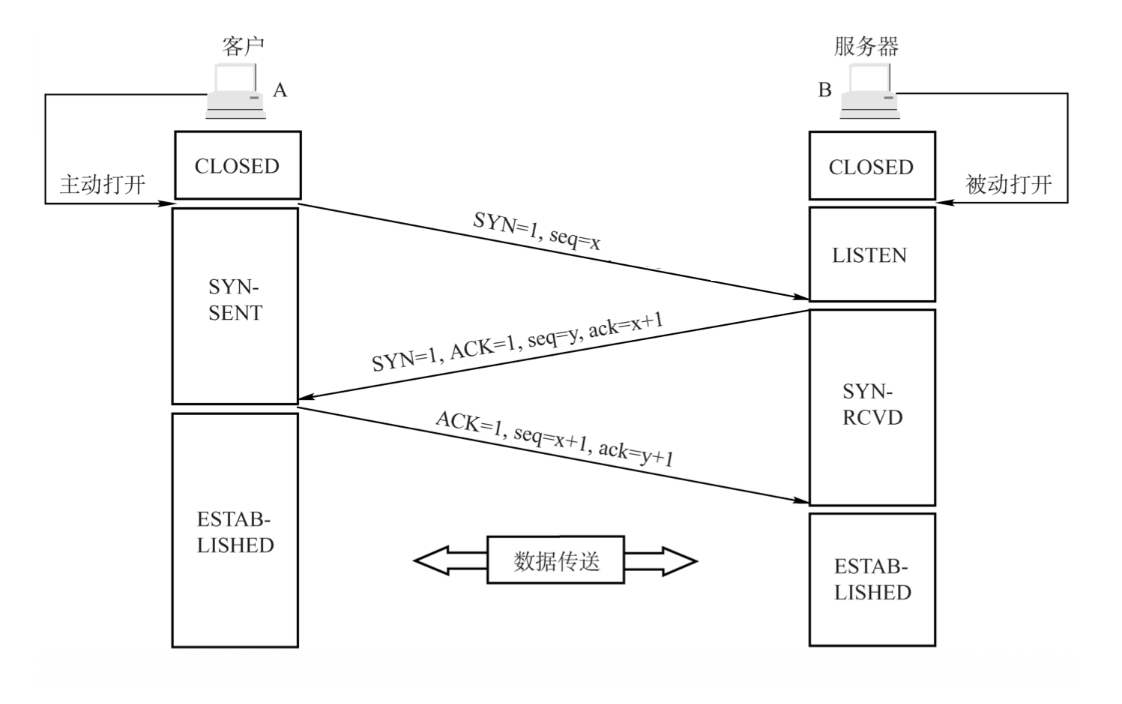 客户
服务器
A
B
CLOSED
CLOSED
主动打开
被动打开
SYN=1, seq=x
LISTEN
SYN-
SENT
SYN=1, ACK=1, seq=y, ack=x+1
SYN-
RCVD
ACK=1, seq=x+1, ack=y+1
ESTAB-
LISHED
数据传送
ESTAB-
LISHED